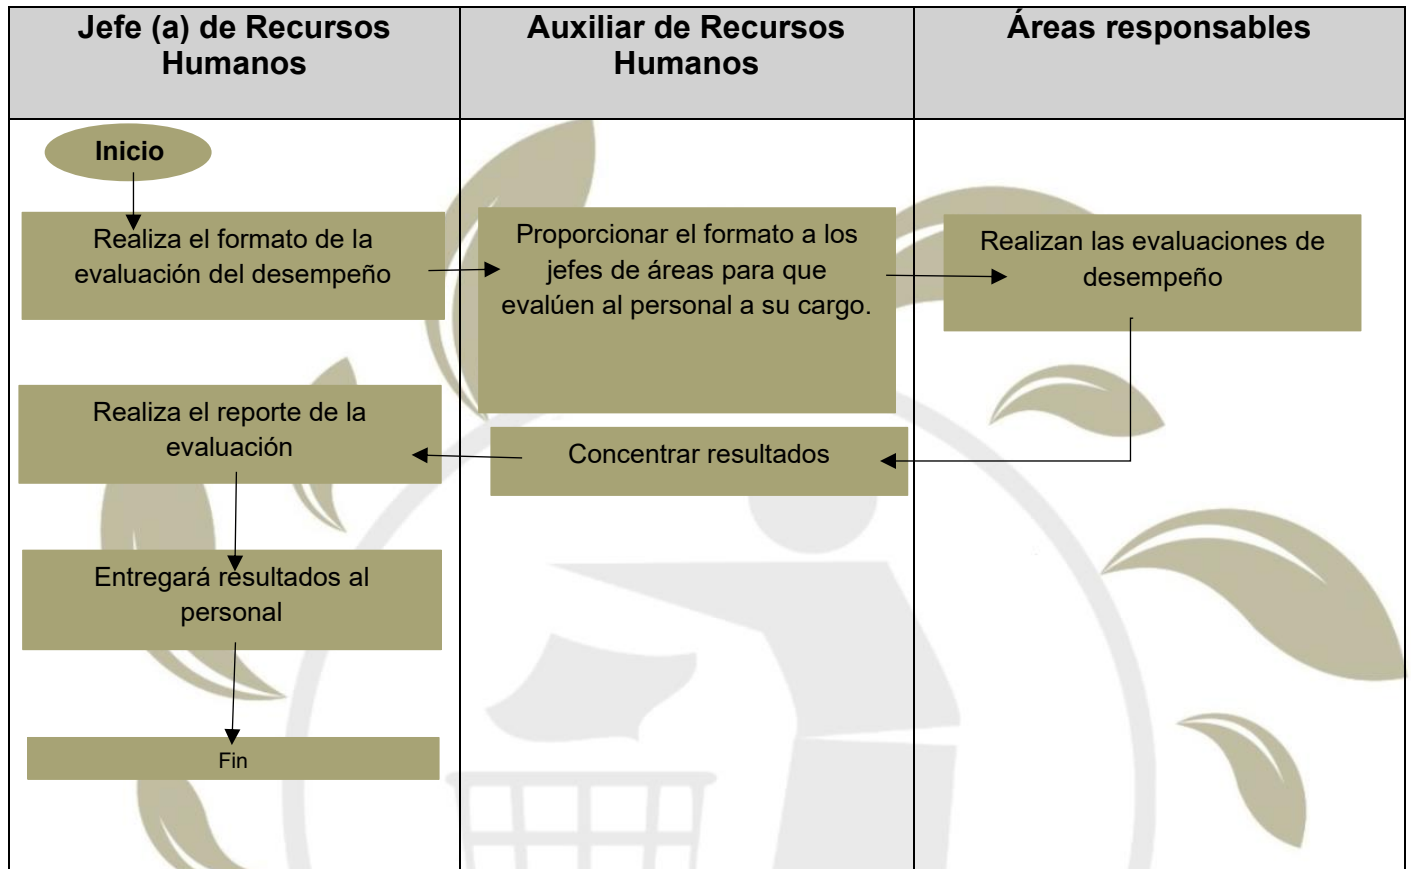 Jefe (a) de Recursos
Humanos
Auxiliar de Recursos
Humanos
Áreas responsables
Inicio
Realiza el formato de la
evaluación del desempeño
Proporcionar el formato a los
jefes de áreas para que
evalúen al personal a su cargo.
Realizan las evaluaciones de
desempeño
Realiza el reporte de la
evaluación
Concentrar resultados
Entregará resultados al
personal
Fin